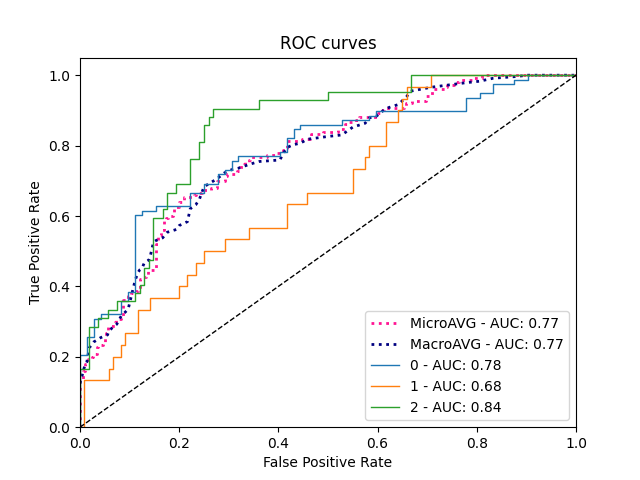 ROC curves
True Positive Rate
1.0
0.8
0.6
0.4
0.2
0.0
MicroAVG - AUC: 0.77
MacroAVG - AUC: 0.77
0 - AUC: 0.78
1 - AUC: 0.68
2 - AUC: 0.84
0.0 0.2 0.4 0.6 0.8 1.0
False Positive Rate